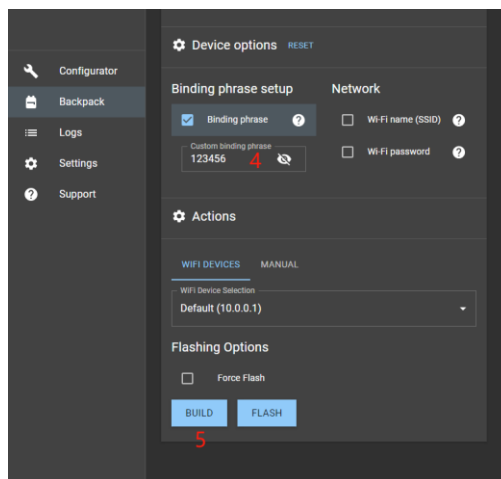 Device options RESET
Configurator
Backpack
Logs
Settings
Support
Binding phrase setup
Network
Binding phrase
Wi-Fi name (SSID)
Custom binding phrase
123456
4
Wi-Fi password
Actions
WIFI DEVICES
MANUAL
WiFi Device Selection
Default (10.0.0.1)
Flashing Options
Force Flash
BUILD
FLASH
5